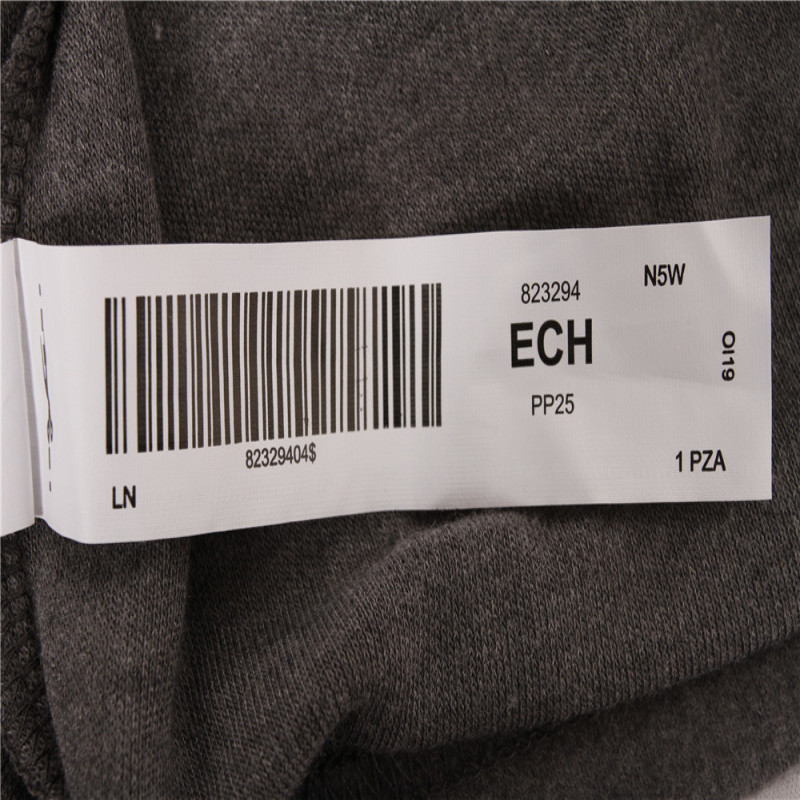 823294
N5W
ECH
OI19
PP25
82329404$
1 PZA
LN